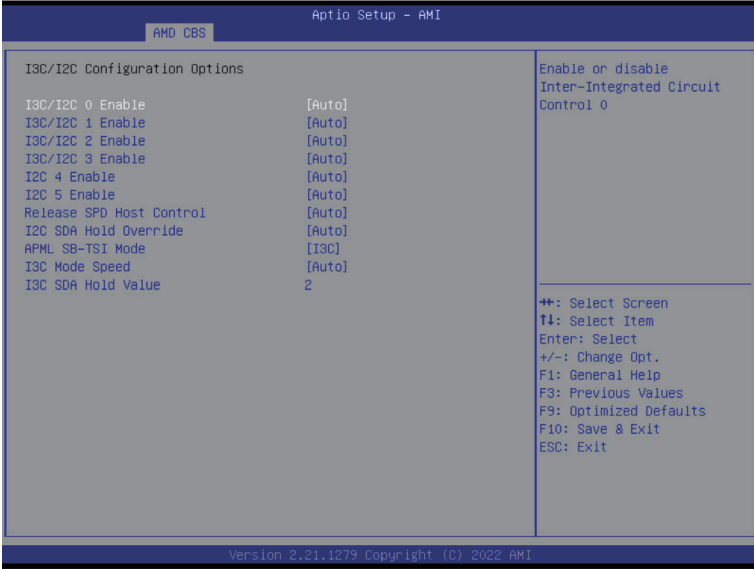 Aptio Setup - AMI
AMD CBS
I3C/I2C Configuration Options
I3C/I2C 0 Enable [Auto]
I3C/I2C 1 Enable [Auto]
I3C/I2C 2 Enable [Auto]
I3C/I2C 3 Enable [Auto]
I2C 4 Enable [Auto]
I2C 5 Enable [Auto]
Release SPD Host Control [Auto]
I2C SDA Hold Override [Auto]
APML SB-TSI Mode [I3C]
I3C Mode Speed [Auto]
I3C SDA Hold Value 2
Enable or disable
Inter-Integrated Circuit
Control 0
→←: Select Screen
↑↓: Select Item
Enter: Select
+/-: Change Opt.
F1: General Help
F3: Previous Values
F9: Optimized Defaults
F10: Save & Exit
ESC: Exit
Version 2.21.1279 Copyright (C) 2022 AMI